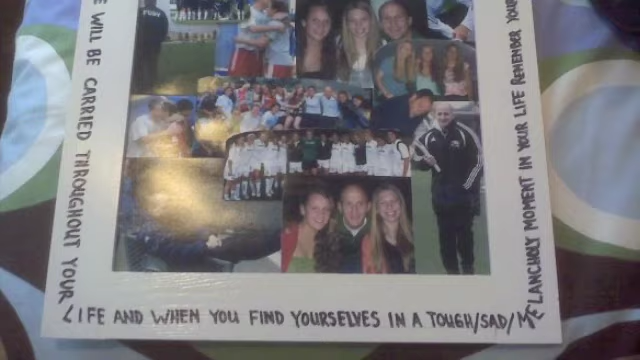 E WILL BE CARRIED THROUGHOUT YOUR
LIFE AND WHEN YOU FIND YOURSELVES IN A TOUGH/SAD/ME
LANCHOLY MOMENT IN YOUR LIFE REMEMBER YOUR